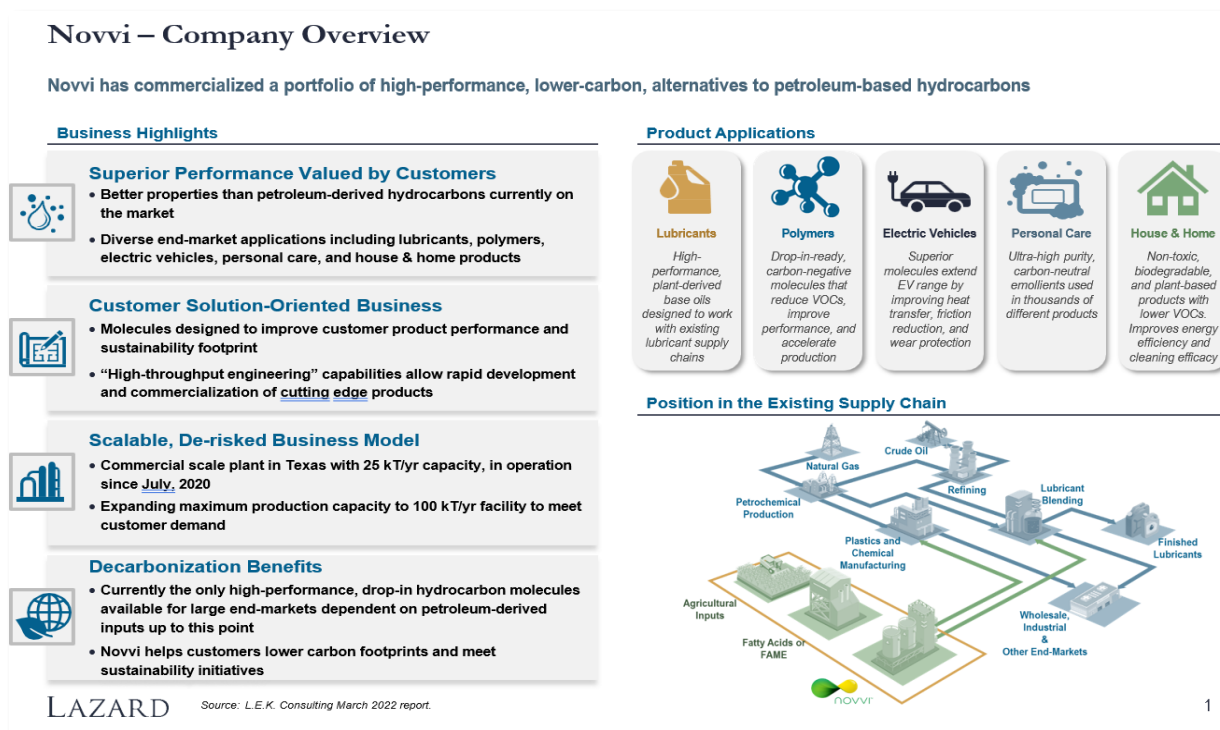 Novvi – Company Overview
Novvi has commercialized a portfolio of high-performance, lower-carbon, alternatives to petroleum-based hydrocarbons
Business Highlights
Superior Performance Valued by Customers
• Better properties than petroleum-derived hydrocarbons currently on
the market
• Diverse end-market applications including lubricants, polymers,
electric vehicles, personal care, and house & home products
Customer Solution-Oriented Business
• Molecules designed to improve customer product performance and
sustainability footprint
• “High-throughput engineering” capabilities allow rapid development
and commercialization of cutting edge products
Scalable, De-risked Business Model
• Commercial scale plant in Texas with 25 kT/yr capacity, in operation
since July, 2020
• Expanding maximum production capacity to 100 kT/yr facility to meet
customer demand
Decarbonization Benefits
• Currently the only high-performance, drop-in hydrocarbon molecules
available for large end-markets dependent on petroleum-derived
inputs up to this point
• Novvi helps customers lower carbon footprints and meet
sustainability initiatives
Product Applications
Lubricants
High-
performance,
plant-derived
base oils
designed to work
with existing
lubricant supply
chains
Polymers
Drop-in-ready,
carbon-negative
molecules that
reduce VOCs,
improve
performance, and
accelerate
production
Electric Vehicles
Superior
molecules extend
EV range by
improving heat
transfer, friction
reduction, and
wear protection
Personal Care
Ultra-high purity,
carbon-neutral
emollients used
in thousands of
different products
House & Home
Non-toxic,
biodegradable,
and plant-based
products with
lower VOCs.
Improves energy
efficiency and
cleaning efficacy
Position in the Existing Supply Chain
Natural Gas
Crude Oil
Refining
Petrochemical
Production
Lubricant
Blending
Plastics and
Chemical
Manufacturing
Finished
Lubricants
Agricultural
Inputs
Fatty Acids or
FAME
Wholesale,
Industrial
&
Other End-Markets
novvi
LAZARD
Source: L.E.K. Consulting March 2022 report.
1